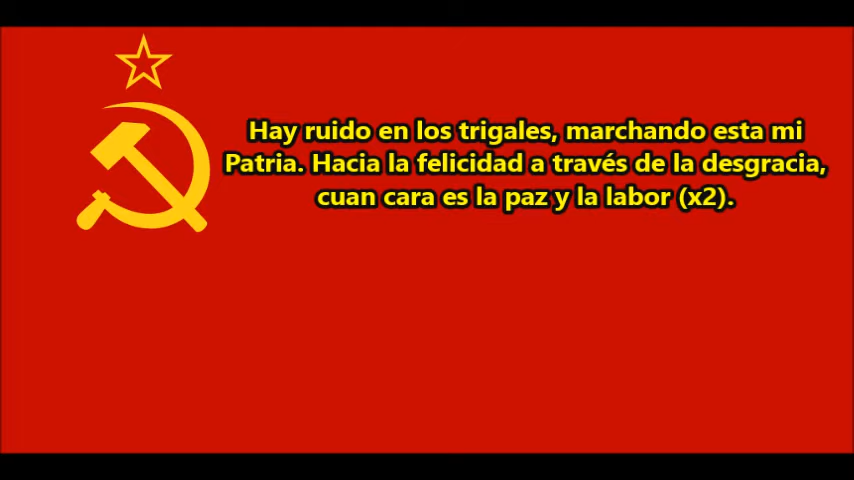 Hay ruido en los trigales, marchando esta mi
Patria. Hacia la felicidad a través de la desgracia,
cuan cara es la paz y la labor (x2).